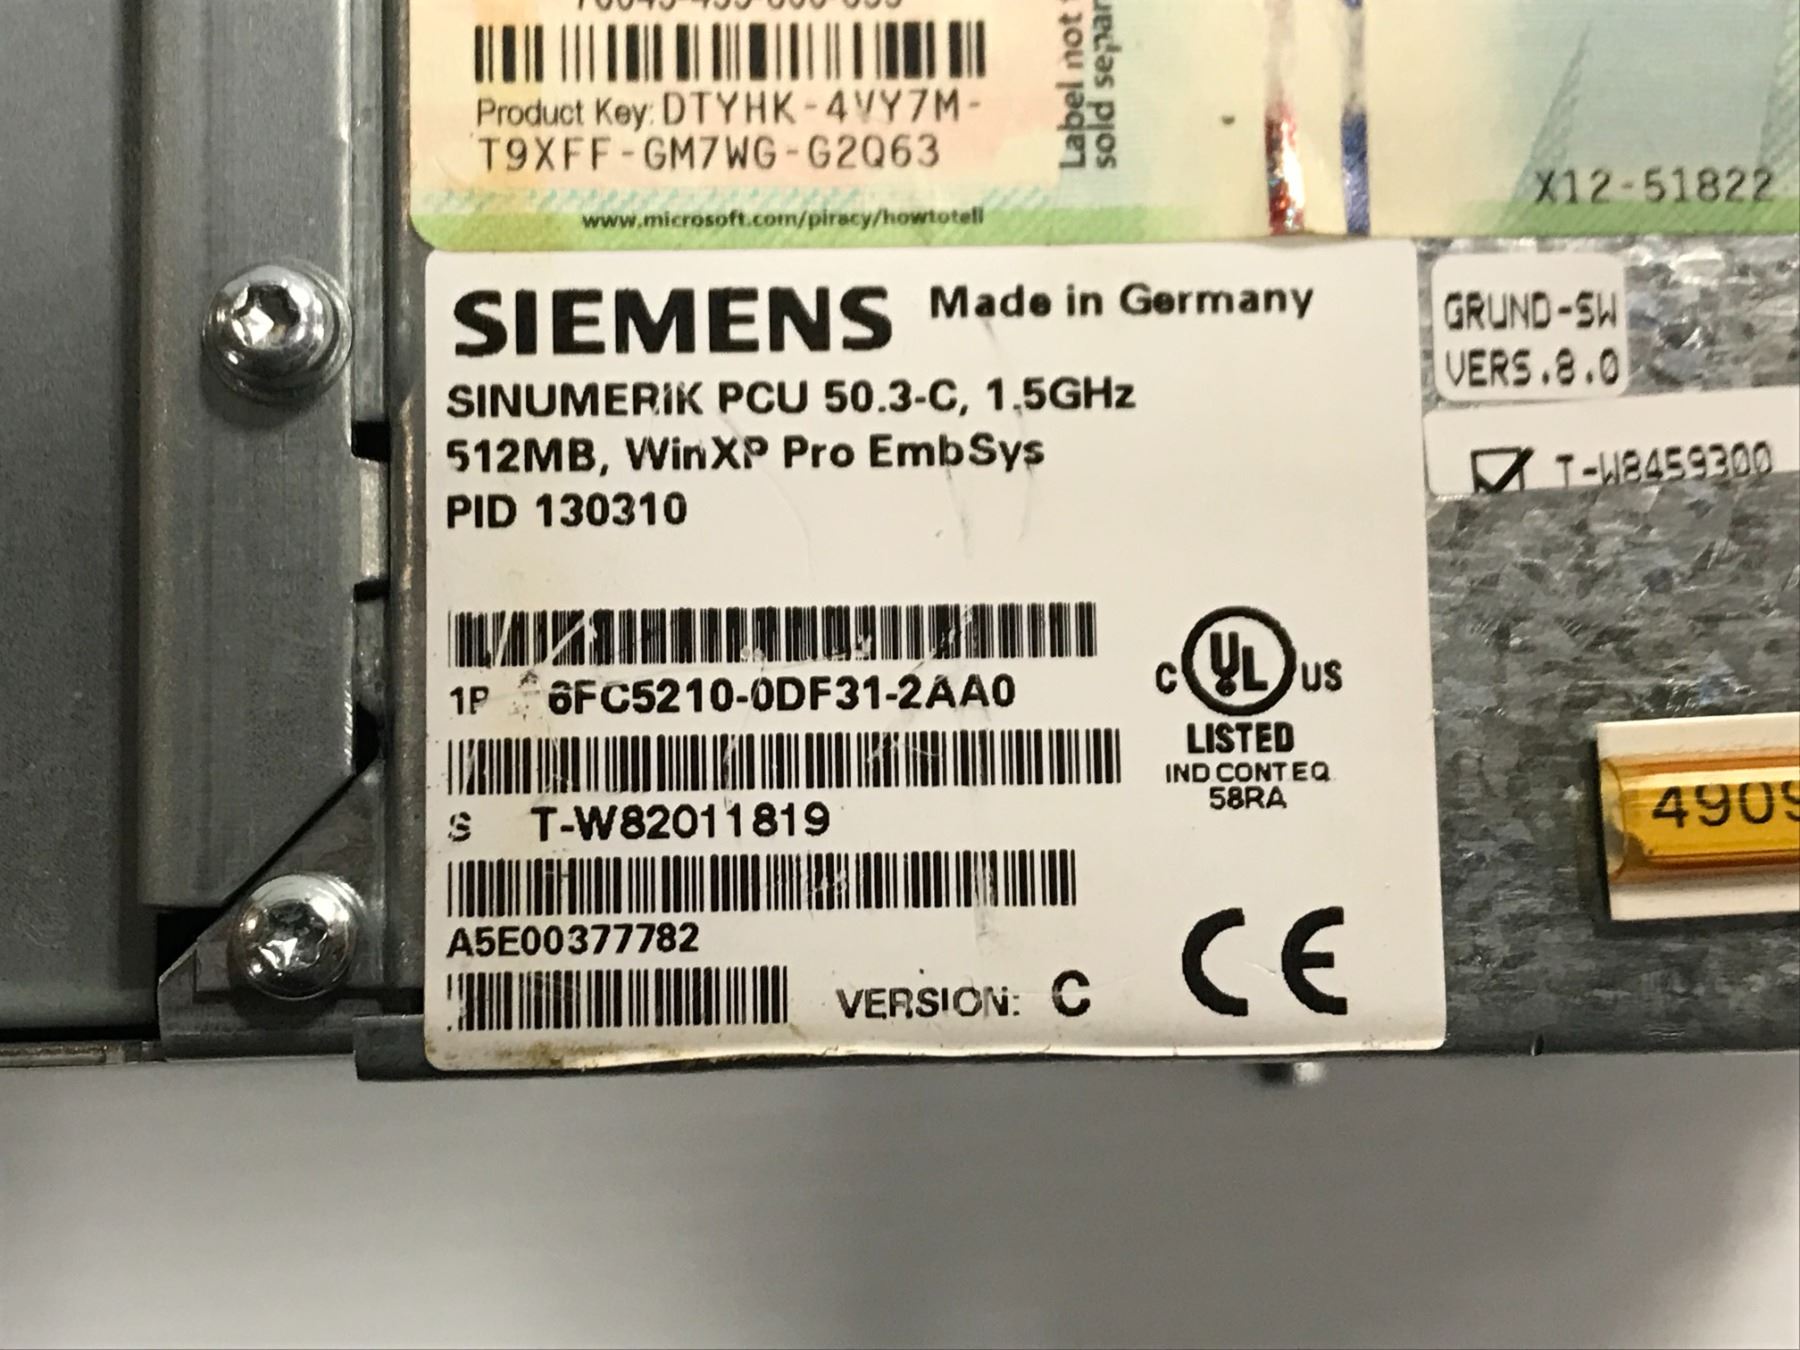 Product Key: DTYHK-4VY7M-
T9XFF-GM7WG-G2Q63
www.microsoft.com/piracy/howtotell
Label not
sold separ
X12-51822
SIEMENS Made in Germany
SINUMERIK PCU 50.3-C, 1.5GHz
512MB, WinXP Pro EmbSys
PID 130310
1P 6FC5210-0DF31-2AA0
S T-W82011819
A5E00377782
VERSION: C
C UL US
LISTED
IND CONT EQ
58RA
CE
GRUND-SW
VERS.8.0
T-W8459300
4909